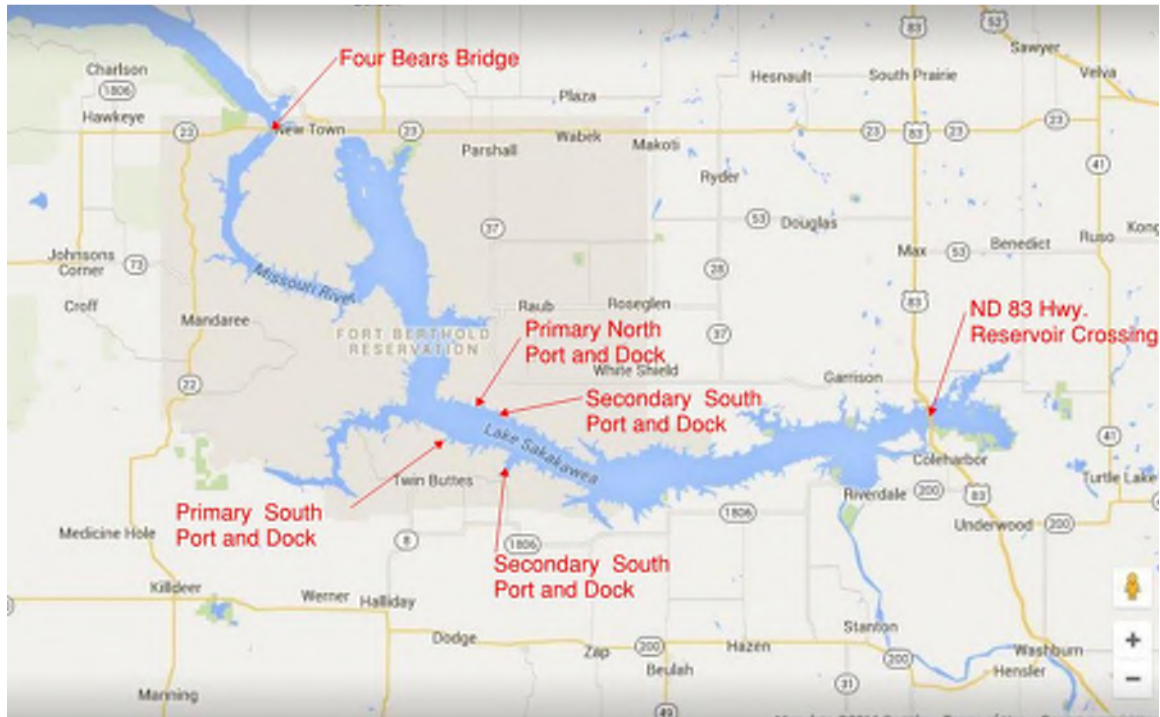 83
52
Sawyer
Four Bears Bridge
Charlson
1806
Hesnault
South Prairie
Velva
Plaza
Hawkeye
23
New Town
23
Wabek
23
83
23
23
Parshall
Makoti
41
Ryder
37
53
Douglas
Johnsons
Corner
73
Max
53
Benedict
Ruso
Kong
Missouri River
28
Croff
Mandaree
Raub
Roseglen
83
ND 83 Hwy.
Reservoir Crossing
FORT BERTHOLD
RESERVATION
Primary North
Port and Dock
37
White Shield
Garrison
22
Secondary South
Port and Dock
Lake Sakakawea
41
Twin Buttes
Coleharbor
Turtle Lake
Primary South
Port and Dock
Riverdale
200
83
1806
Underwood
200
Medicine Hole
8
1806
Secondary South
Port and Dock
Killdeer
Werner
Halliday
Dodge
Zap
200
Hazen
Stanton
200
Washburn
Beulah
Hensler
31
Manning
49
+
−